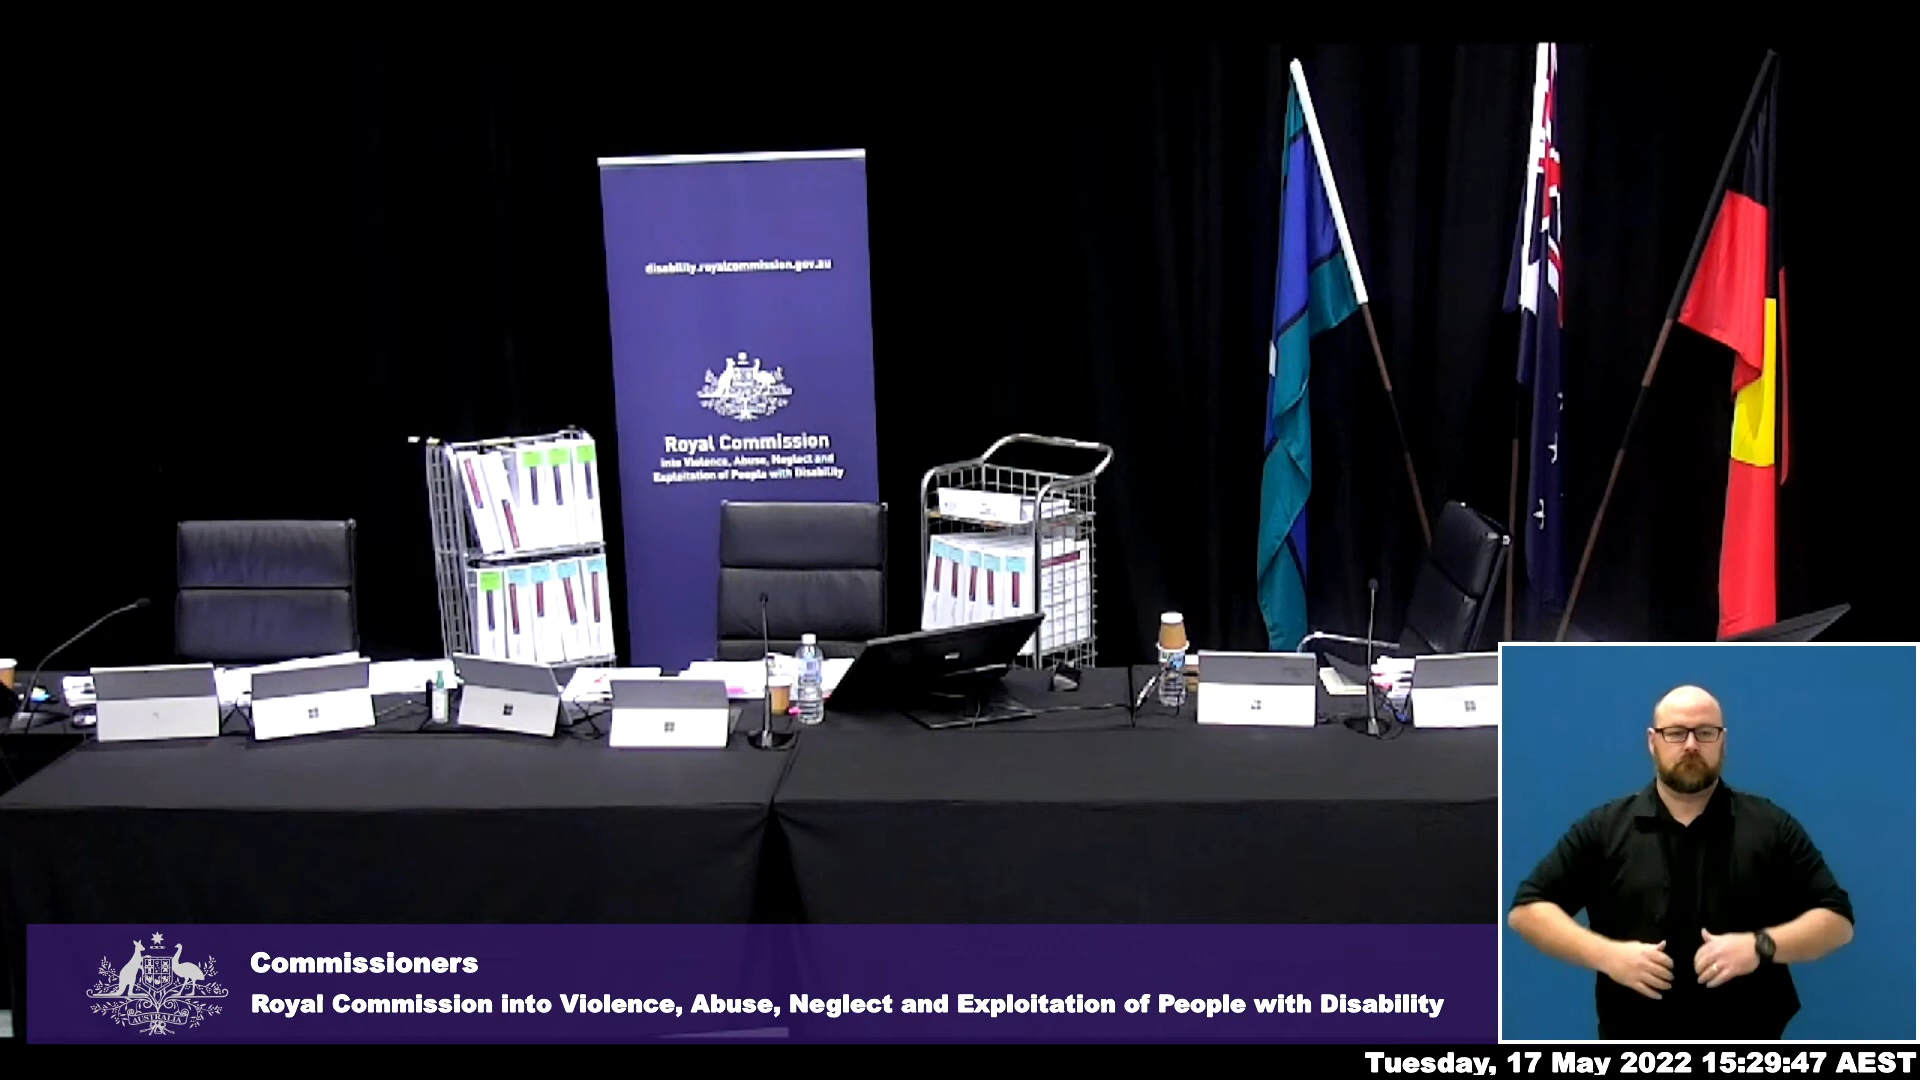 disability.royalcommission.gov.au
Royal Commission
into Violence, Abuse, Neglect and
Exploitation of People with Disability
AUSTRALIA
Commissioners
Royal Commission into Violence, Abuse, Neglect and Exploitation of People with Disability
Tuesday, 17 May 2022 15:29:47 AEST